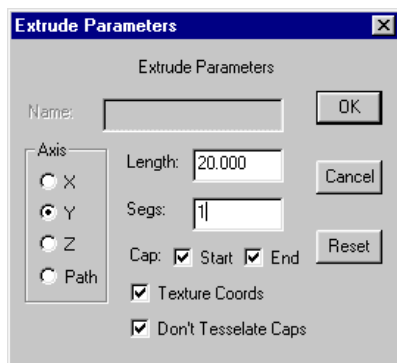 Extrude Parameters
Extrude Parameters
Name:
OK
Axis
X
Y
Z
Path
Length: 20.000
Segs: 1
Cancel
Cap: Start End
Reset
Texture Coords
Don't Tesselate Caps